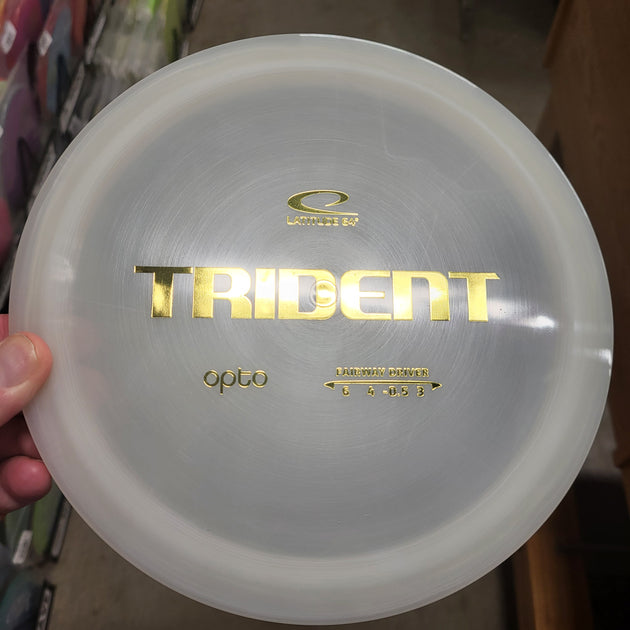 LATITUDE 64°
TRIDENT
opto
FAIRWAY DRIVER
6 4 -0.5 3